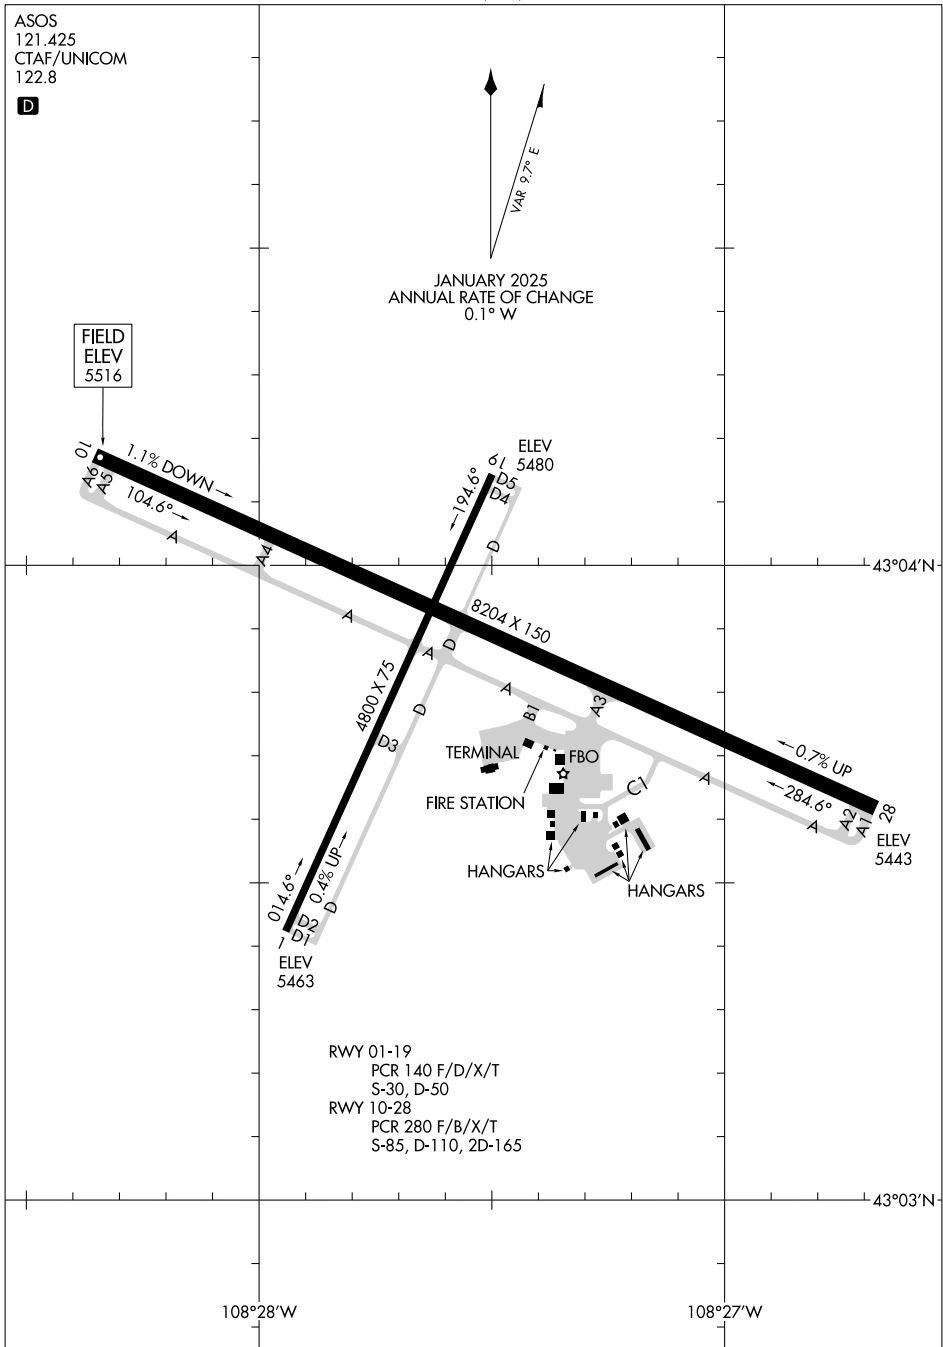 ASOS
121.425
CTAF/UNICOM
122.8
D
VAR 9.7° E
JANUARY 2025
ANNUAL RATE OF CHANGE
0.1° W
FIELD
ELEV
5516
10
1.1% DOWN
104.6°
A6
A5
A
A4
A
19
ELEV
5480
194.6°
D5
D4
D
43°04'N
8204 X 150
A
D
A
4800 X 75
D
D3
B1
A3
TERMINAL
FBO
FIRE STATION
C1
A
0.7% UP
284.6°
A
A2
A1
28
ELEV
5443
HANGARS
HANGARS
014.6°
0.4% UP
D
D2
D1
1
ELEV
5463
RWY 01-19
PCR 140 F/D/X/T
S-30, D-50
RWY 10-28
PCR 280 F/B/X/T
S-85, D-110, 2D-165
43°03'N
108°28'W
108°27'W